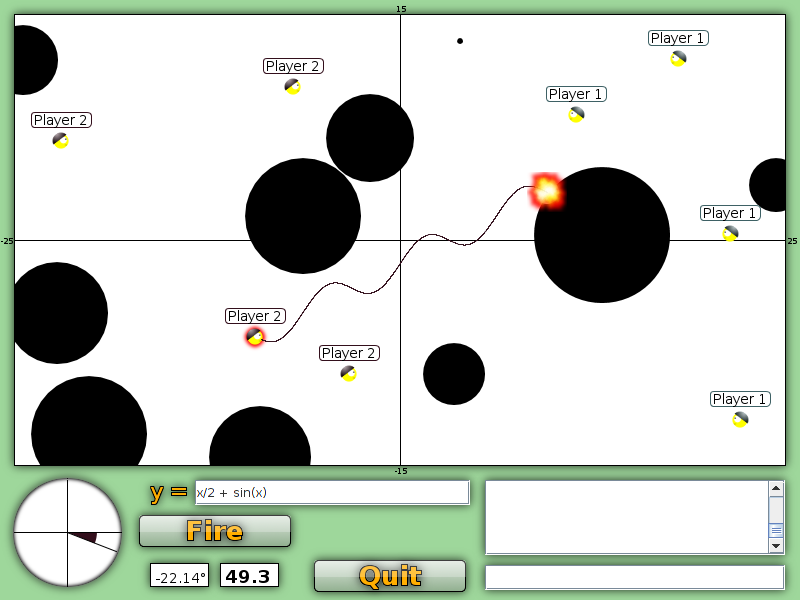 15
Player 1
Player 2
Player 1
Player 2
Player 1
-25
25
Player 2
Player 2
Player 1
-15
y = x/2 + sin(x)
Fire
-22.14°
49.3
Quit